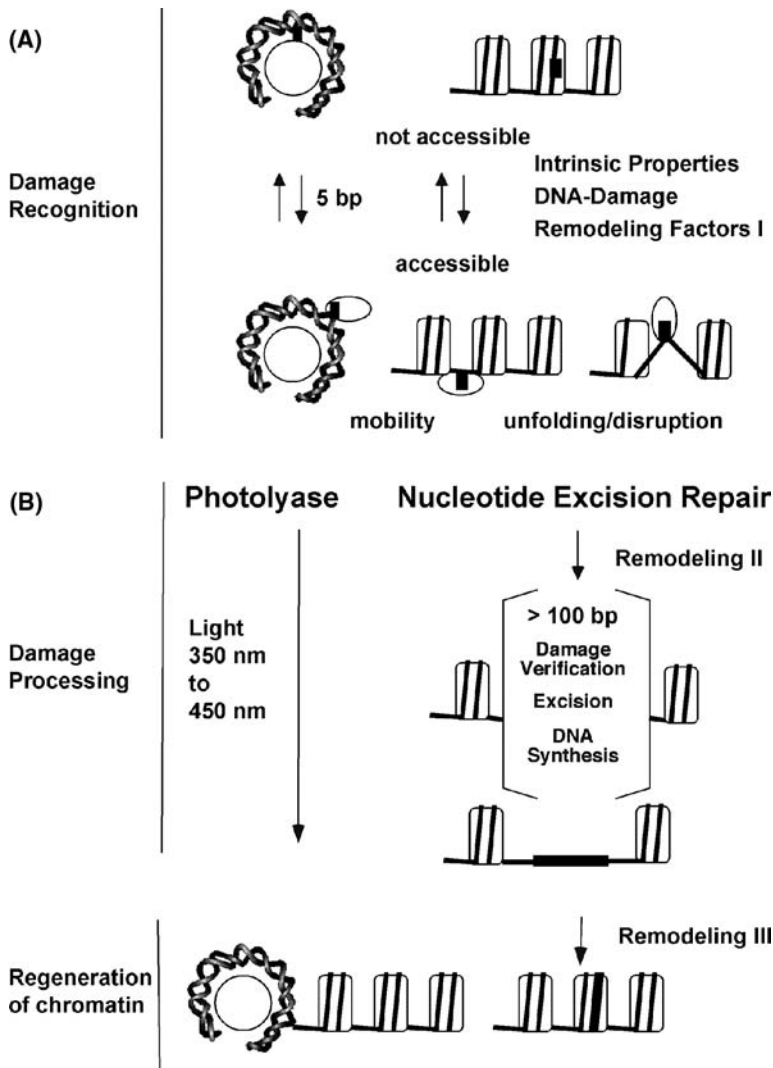 (A)
not accessible
Damage
Recognition
5 bp
Intrinsic Properties
DNA-Damage
Remodeling Factors I
accessible
mobility
unfolding/disruption
(B)
Photolyase
Nucleotide Excision Repair
Remodeling II
Damage
Processing
Light
350 nm
to
450 nm
> 100 bp
Damage
Verification
Excision
DNA
Synthesis
Remodeling III
Regeneration
of chromatin